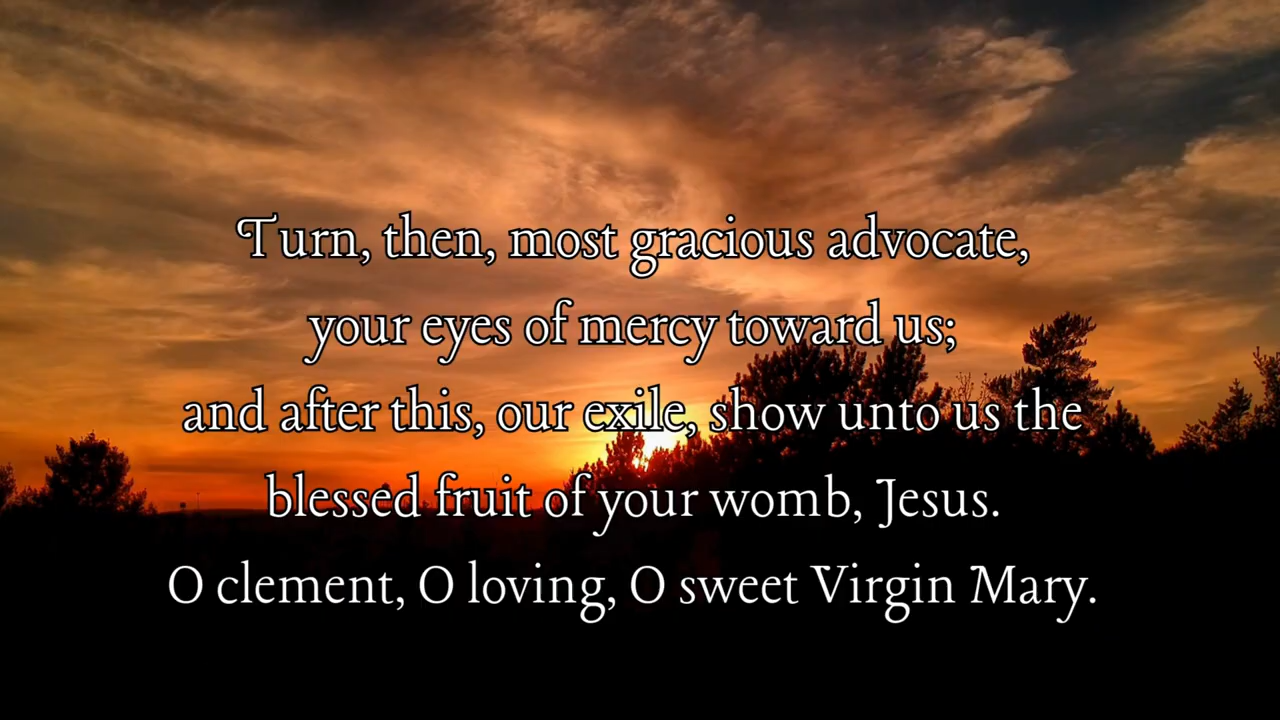 Turn, then, most gracious advocate,
your eyes of mercy toward us;
and after this, our exile, show unto us the
blessed fruit of your womb, Jesus.
O clement, O loving, O sweet Virgin Mary.